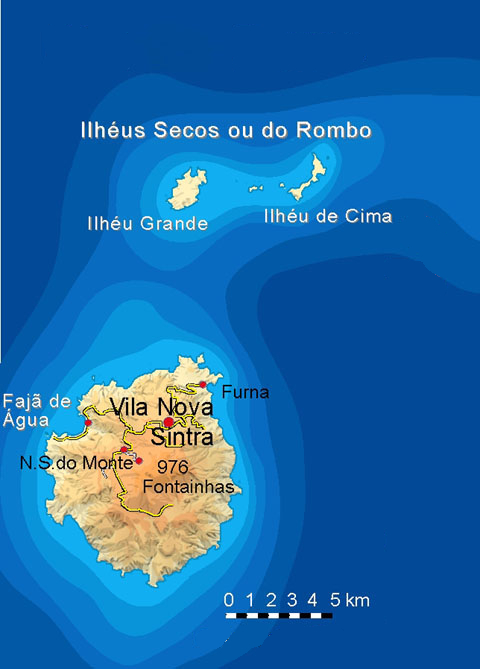 Ilhéus Secos ou do Rombo
Ilhéu Grande
Ilhéu de Cima
Furna
Fajã de
Água
Vila Nova
Sintra
N.S.do Monte
976
Fontainhas
0 1 2 3 4 5 km